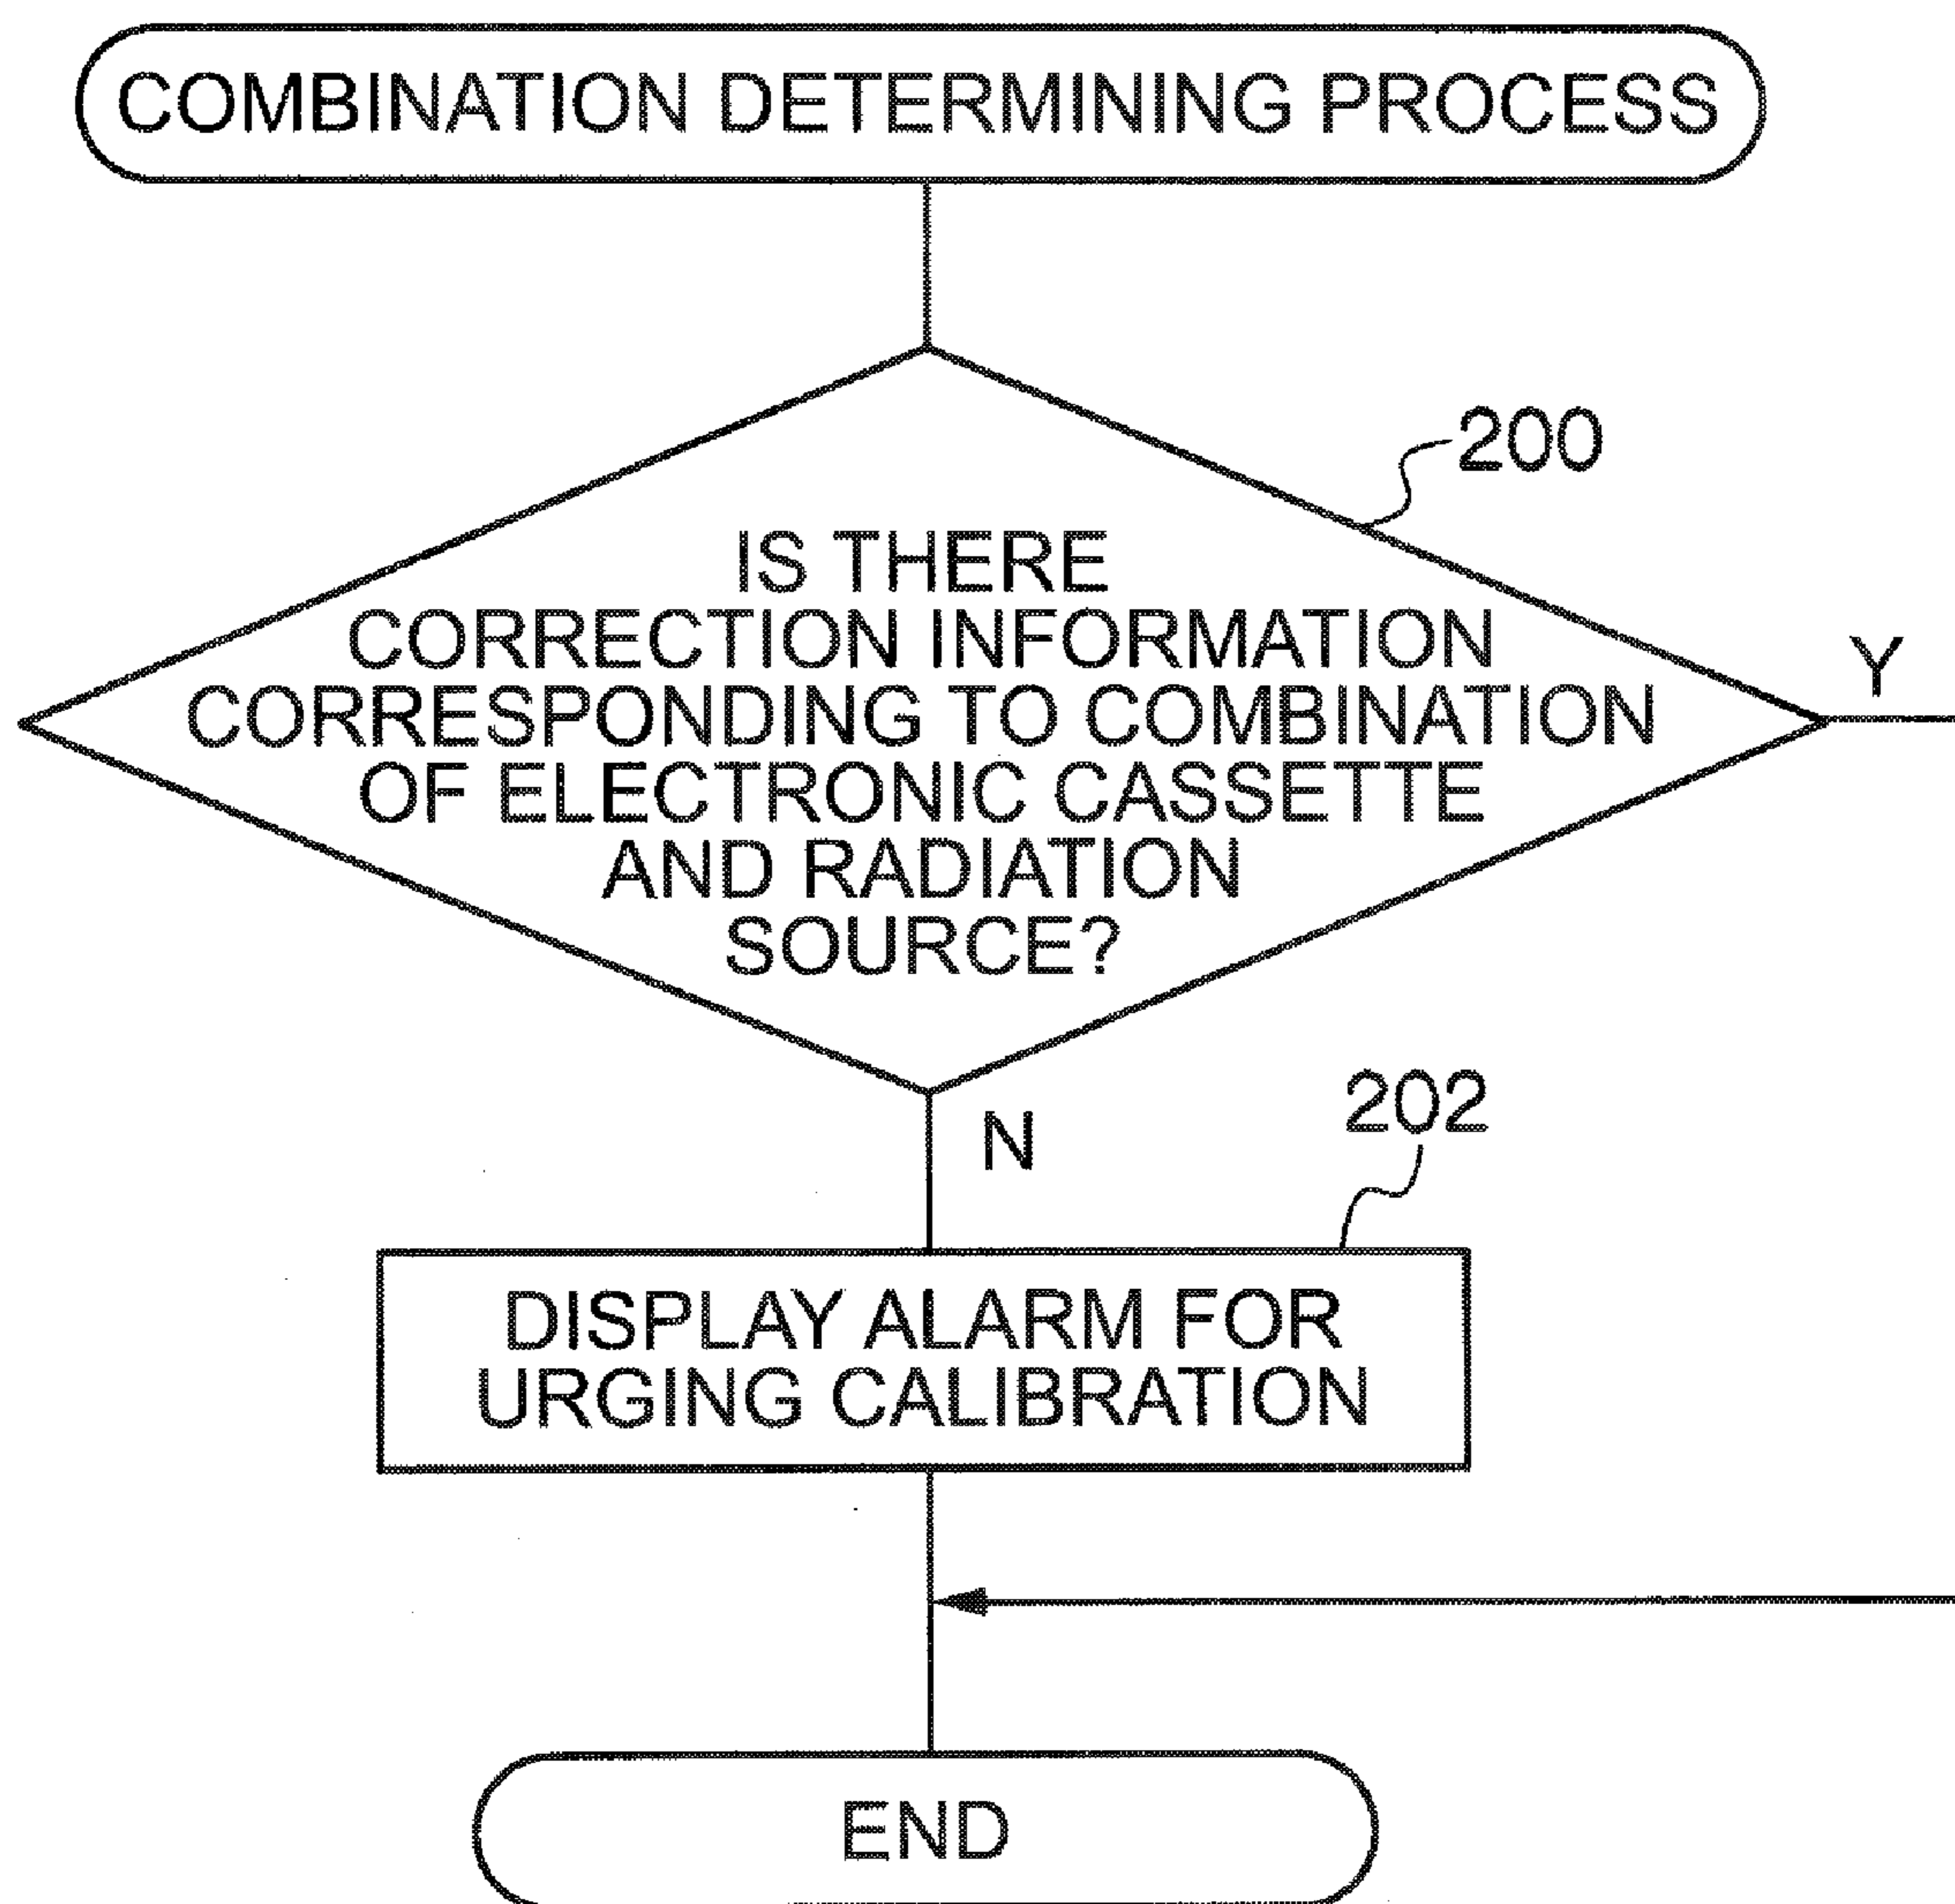 COMBINATION DETERMINING PROCESS
200
IS THERE
CORRECTION INFORMATION
CORRESPONDING TO COMBINATION
OF ELECTRONIC CASSETTE
AND RADIATION
SOURCE?
Y
N
202
DISPLAY ALARM FOR
URGING CALIBRATION
END